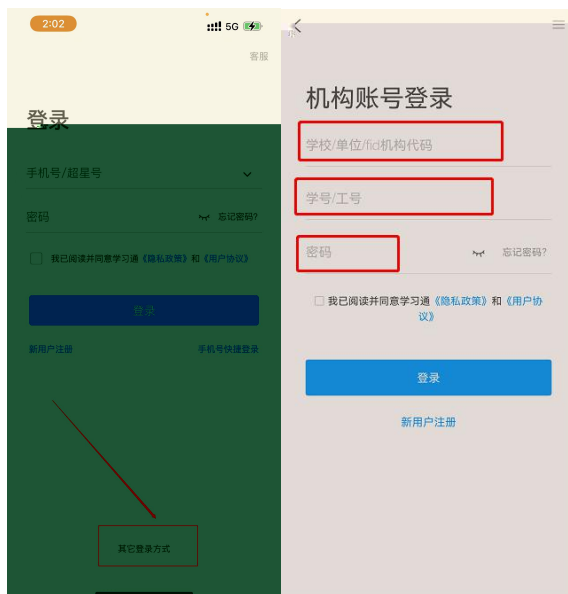 2:02
5G
客服
登录
手机号/超星号
密码
忘记密码?
我已阅读并同意学习通《隐私政策》和《用户协议》
登录
新用户注册
手机号快捷登录
其它登录方式
机构账号登录
学校/单位/fid机构代码
学号/工号
密码
忘记密码?
我已阅读并同意学习通《隐私政策》和《用户协
议》
登录
新用户注册